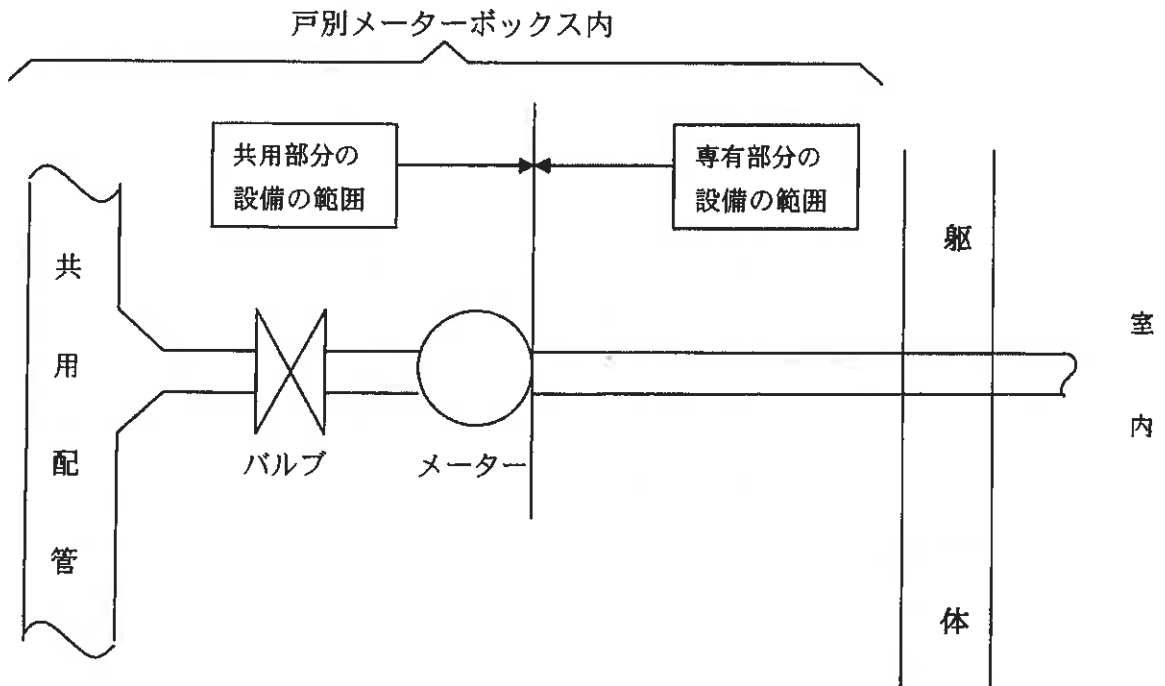 戸別メーターボックス内
共用部分の
設備の範囲
専有部分の
設備の範囲
共用配管
バルブ
メーター
躯体
室内